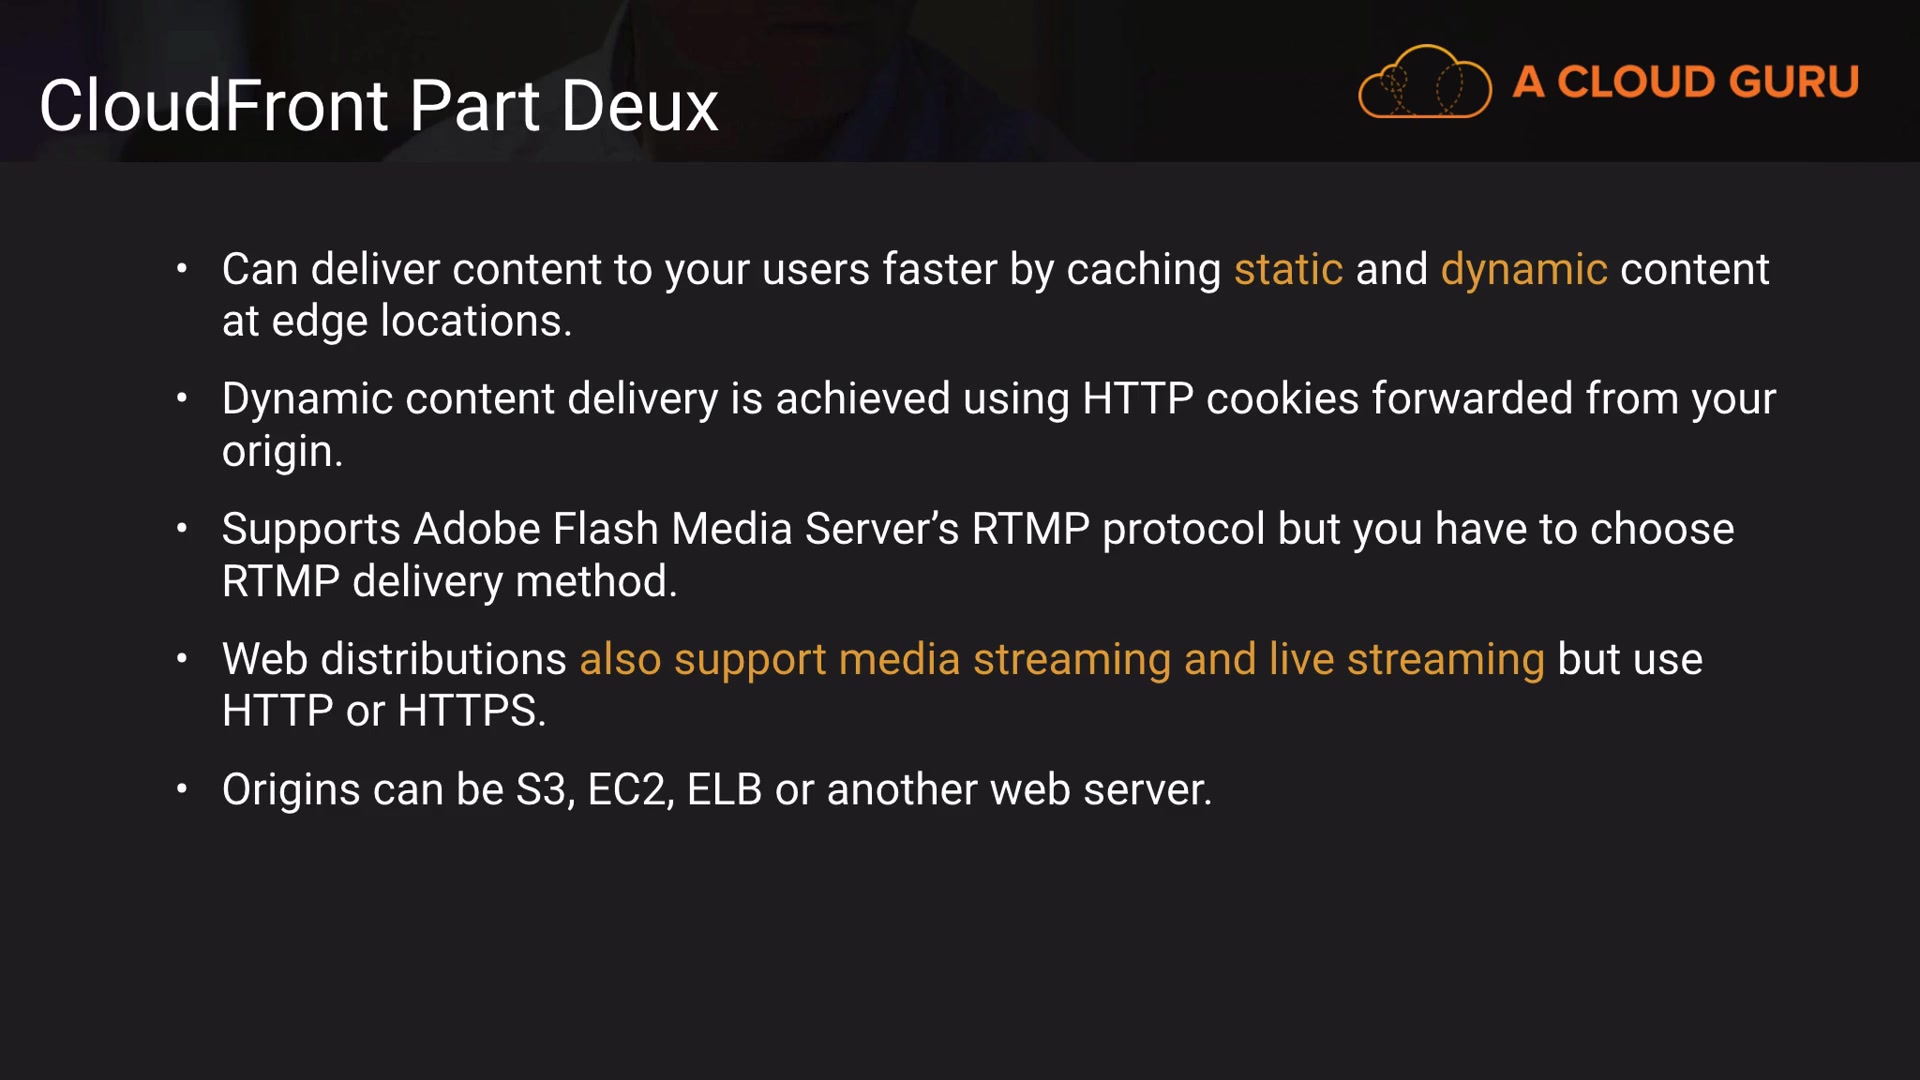 CloudFront Part Deux
A CLOUD GURU
• Can deliver content to your users faster by caching static and dynamic content
at edge locations.
• Dynamic content delivery is achieved using HTTP cookies forwarded from your
origin.
• Supports Adobe Flash Media Server’s RTMP protocol but you have to choose
RTMP delivery method.
• Web distributions also support media streaming and live streaming but use
HTTP or HTTPS.
• Origins can be S3, EC2, ELB or another web server.